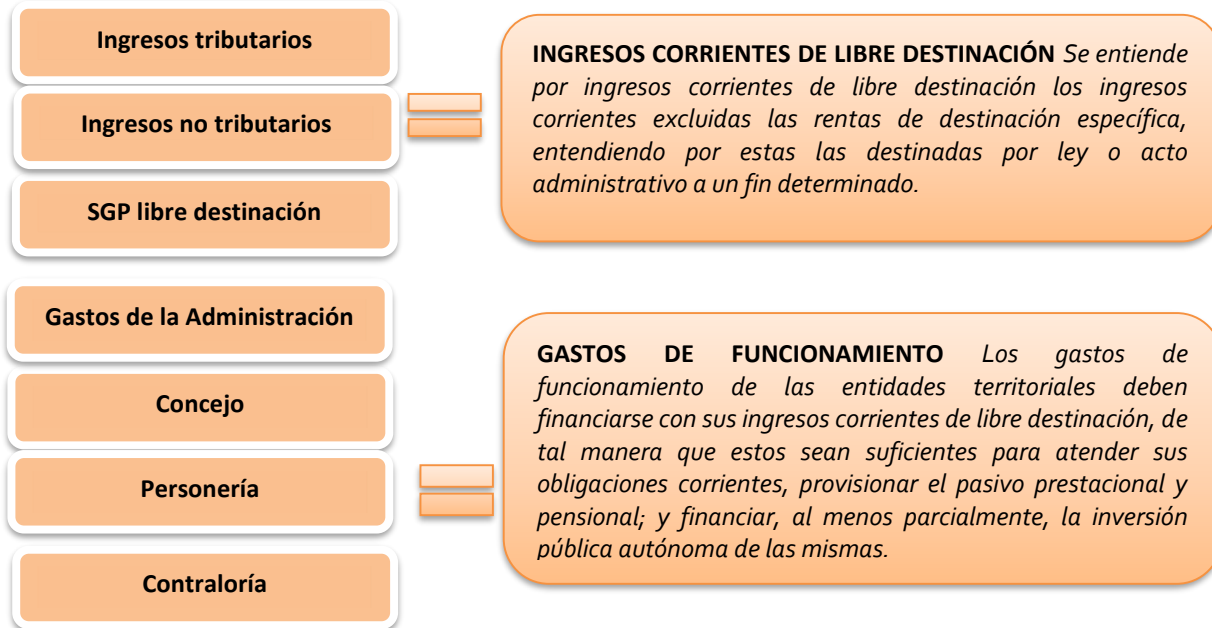 Ingresos tributarios
Ingresos no tributarios
SGP libre destinación
INGRESOS CORRIENTES DE LIBRE DESTINACIÓN Se entiende
por ingresos corrientes de libre destinación los ingresos
corrientes excluidas las rentas de destinación específica,
entendiendo por estas las destinadas por ley o acto
administrativo a un fin determinado.
Gastos de la Administración
Concejo
Personería
Contraloría
GASTOS DE FUNCIONAMIENTO Los gastos de
funcionamiento de las entidades territoriales deben
financiarse con sus ingresos corrientes de libre destinación, de
tal manera que estos sean suficientes para atender sus
obligaciones corrientes, provisionar el pasivo prestacional y
pensional; y financiar, al menos parcialmente, la inversión
pública autónoma de las mismas.